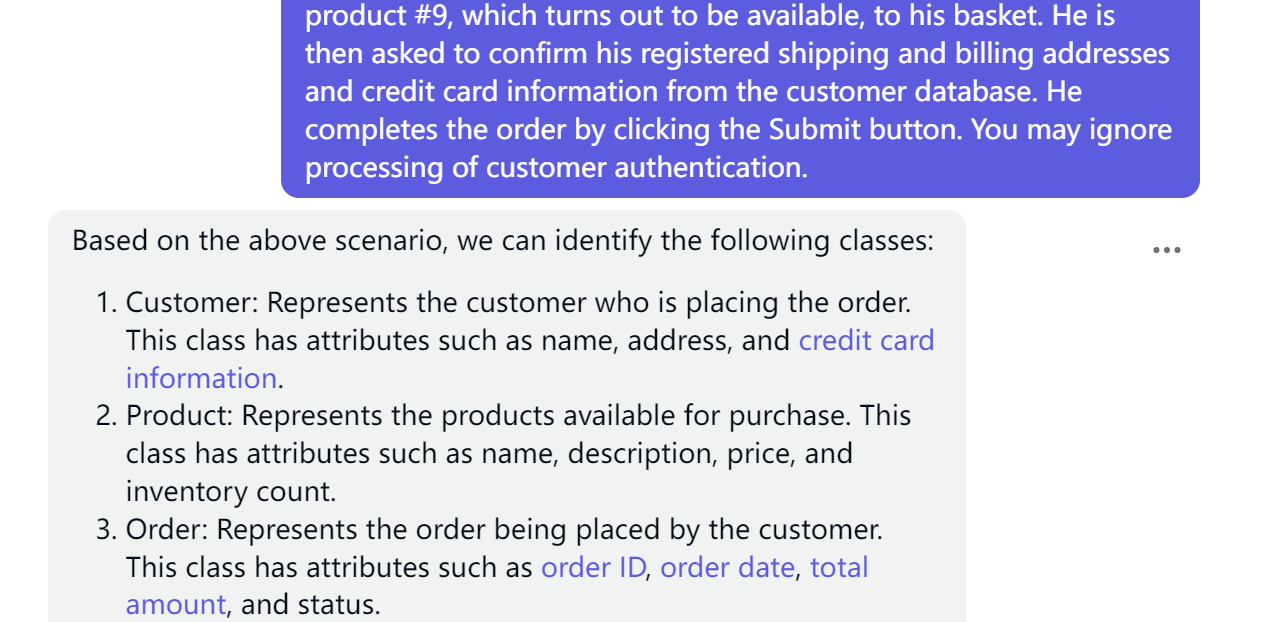 product #9, which turns out to be available, to his basket. He is
then asked to confirm his registered shipping and billing addresses
and credit card information from the customer database. He
completes the order by clicking the Submit button. You may ignore
processing of customer authentication.
Based on the above scenario, we can identify the following classes:
1. Customer: Represents the customer who is placing the order.
This class has attributes such as name, address, and credit card
information.
2. Product: Represents the products available for purchase. This
class has attributes such as name, description, price, and
inventory count.
3. Order: Represents the order being placed by the customer.
This class has attributes such as order ID, order date, total
amount, and status.